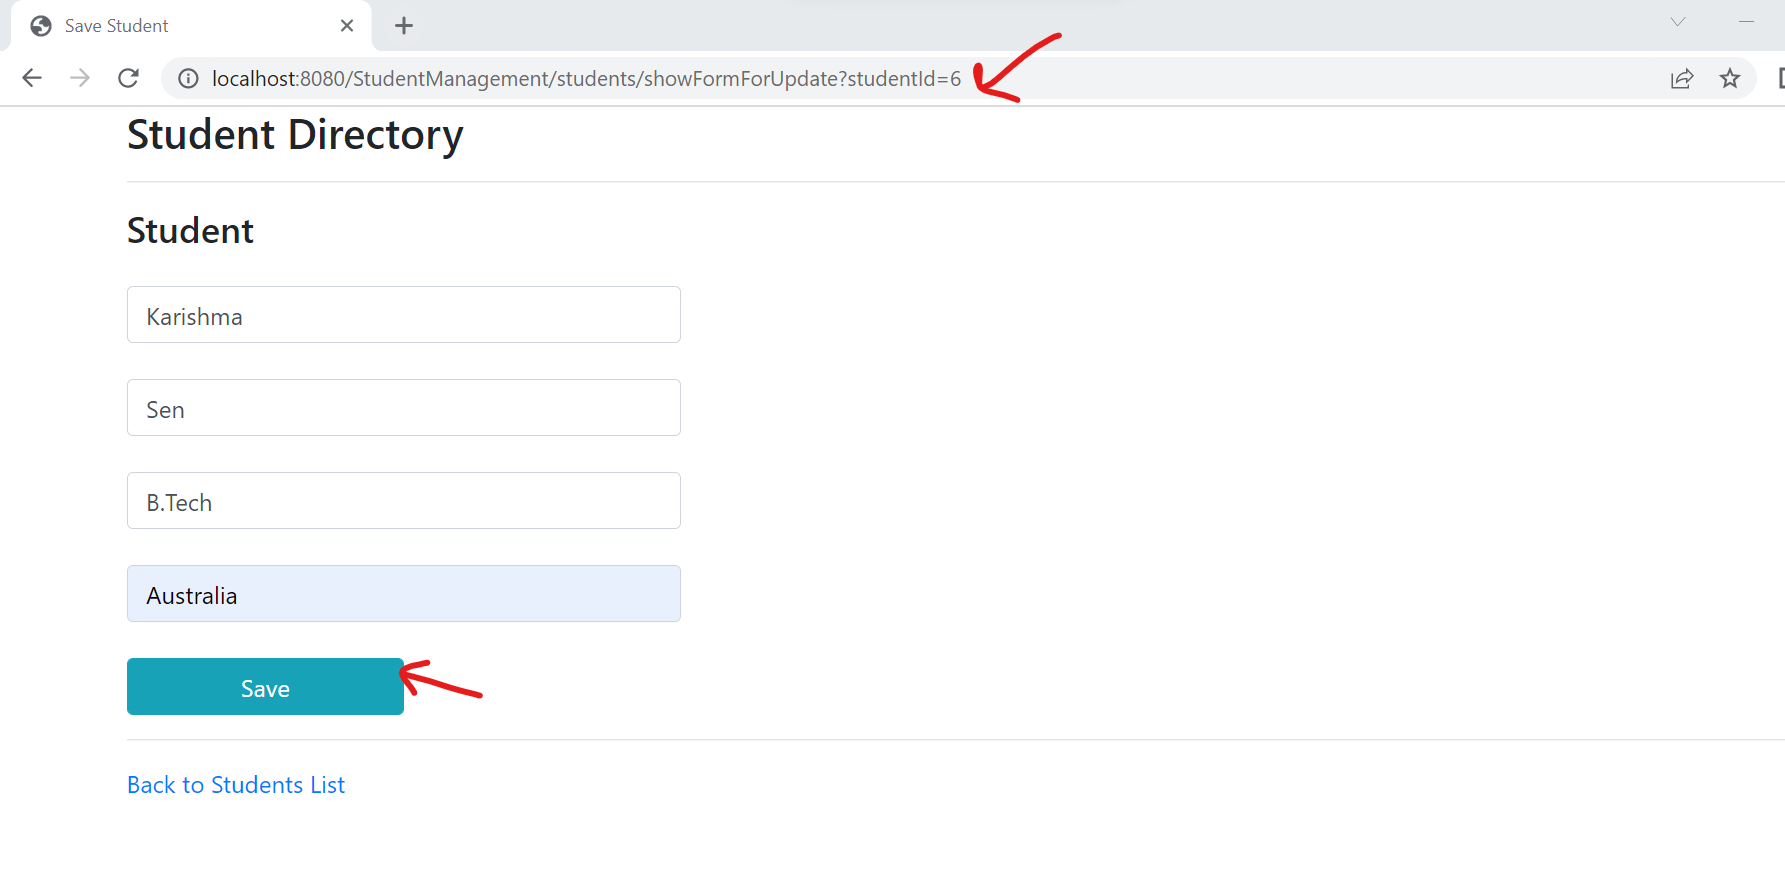 Save Student
localhost:8080/StudentManagement/students/showFormForUpdate?studentId=6
Student Directory
Student
Karishma
Sen
B.Tech
Australia
Save
Back to Students List